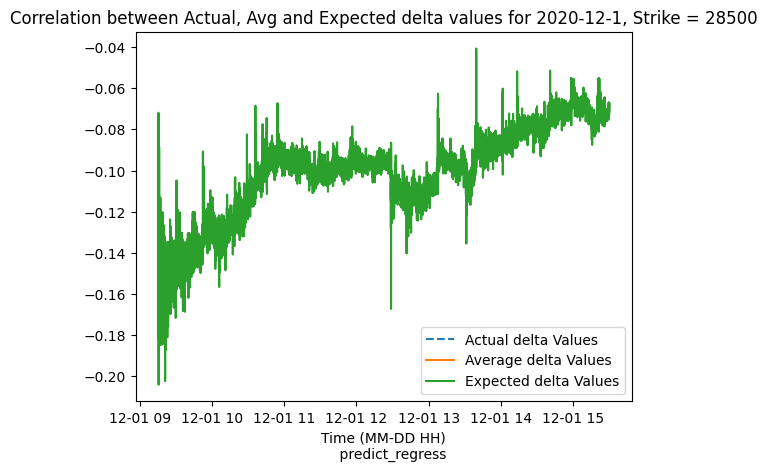 Correlation between Actual, Avg and Expected delta values for 2020-12-1, Strike = 28500
−0.04
−0.06
−0.08
−0.10
−0.12
−0.14
−0.16
−0.18
−0.20
Actual delta Values
Average delta Values
Expected delta Values
12-01 09 12-01 10 12-01 11 12-01 12 12-01 13 12-01 14 12-01 15
Time (MM-DD HH)
predict_regress